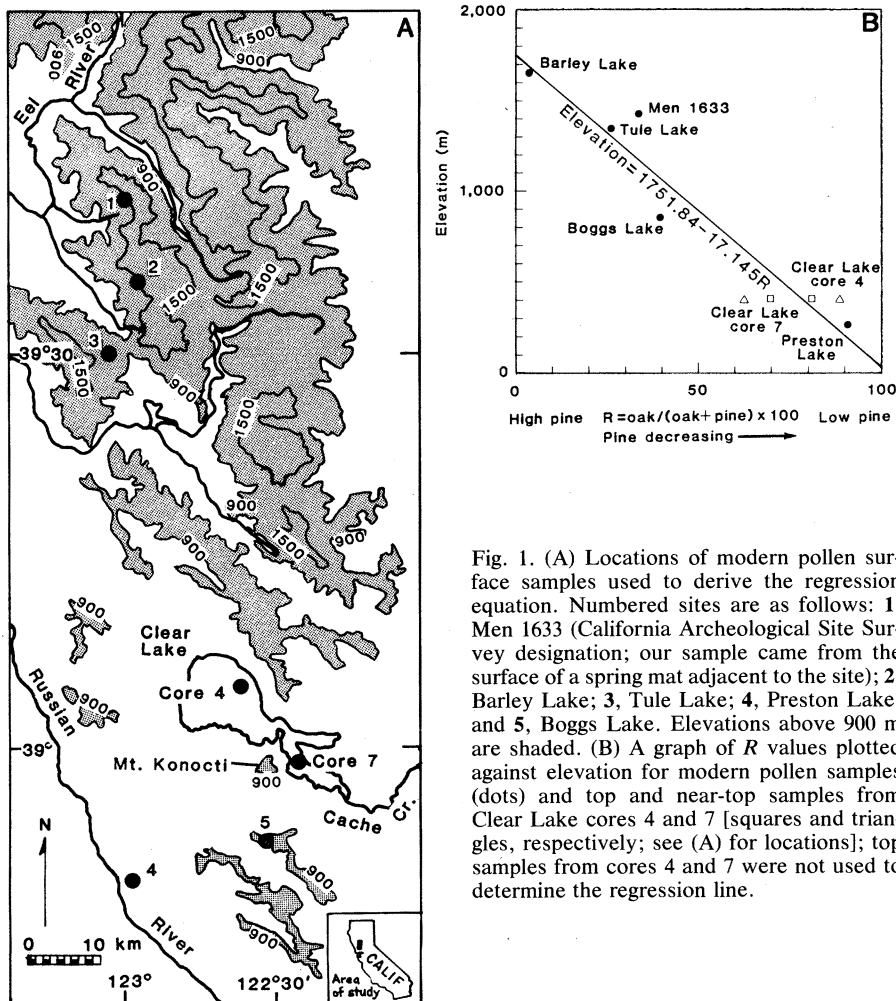 A
1500
900
1500
900
Eel
River
900
1
2
1500
1500
3
39°30'
1500
900
1500
900
900
1500
900
900
Clear
Lake
Core 4
900
Russian
39°
Mt. Konocti
900
Core 7
Cache Cr.
N
5
4
900
900
River
0 10 km
123°
122°30'
CALIF
Area
of study
B
2,000
Barley Lake
Men 1633
Tule Lake
Elevation=1751.84-17.145R
Elevation (m)
1,000
Boggs Lake
Clear Lake
core 4
Clear Lake
core 7
Preston
Lake
0
0 50 100
High pine R=oak/(oak+pine) x 100 Low pine
Pine decreasing
Fig. 1. (A) Locations of modern pollen sur-
face samples used to derive the regression
equation. Numbered sites are as follows: 1
Men 1633 (California Archeological Site Sur-
vey designation; our sample came from the
surface of a spring mat adjacent to the site); 2
Barley Lake; 3, Tule Lake; 4, Preston Lake
and 5, Boggs Lake. Elevations above 900 m
are shaded. (B) A graph of R values plotted
against elevation for modern pollen samples
(dots) and top and near-top samples from
Clear Lake cores 4 and 7 [squares and trian-
gles, respectively; see (A) for locations]; top
samples from cores 4 and 7 were not used to
determine the regression line.